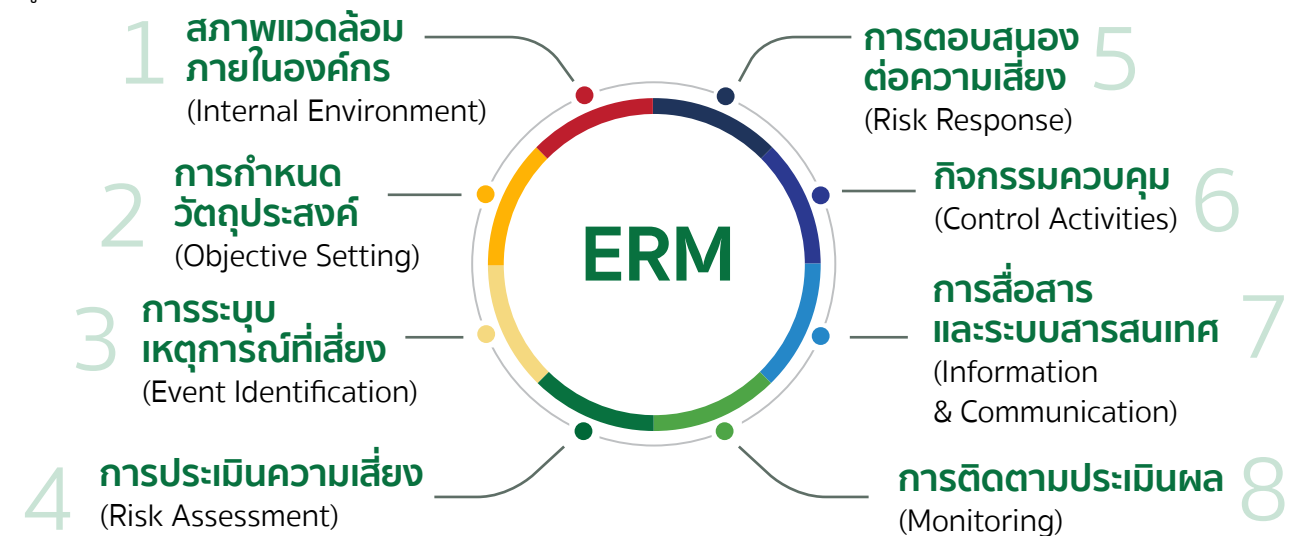 1
สภาพแวดล้อม
ภายในองค์กร
(Internal Environment)
2
การกำหนด
วัตถุประสงค์
(Objective Setting)
3
การระบุบ
เหตุการณ์ที่เสี่ยง
(Event Identification)
4
การประเมินความเสี่ยง
(Risk Assessment)
ERM
5
การตอบสนอง
ต่อความเสี่ยง
(Risk Response)
6
กิจกรรมควบคุม
(Control Activities)
7
การสื่อสาร
และระบบสารสนเทศ
(Information
& Communication)
8
การติดตามประเมินผล
(Monitoring)